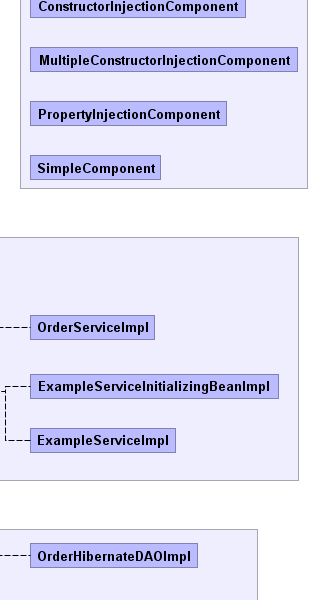 ConstructorInjectionComponent
MultipleConstructorInjectionComponent
PropertyInjectionComponent
SimpleComponent
OrderServiceImpl
ExampleServiceInitializingBeanImpl
ExampleServiceImpl
OrderHibernateDAOImpl